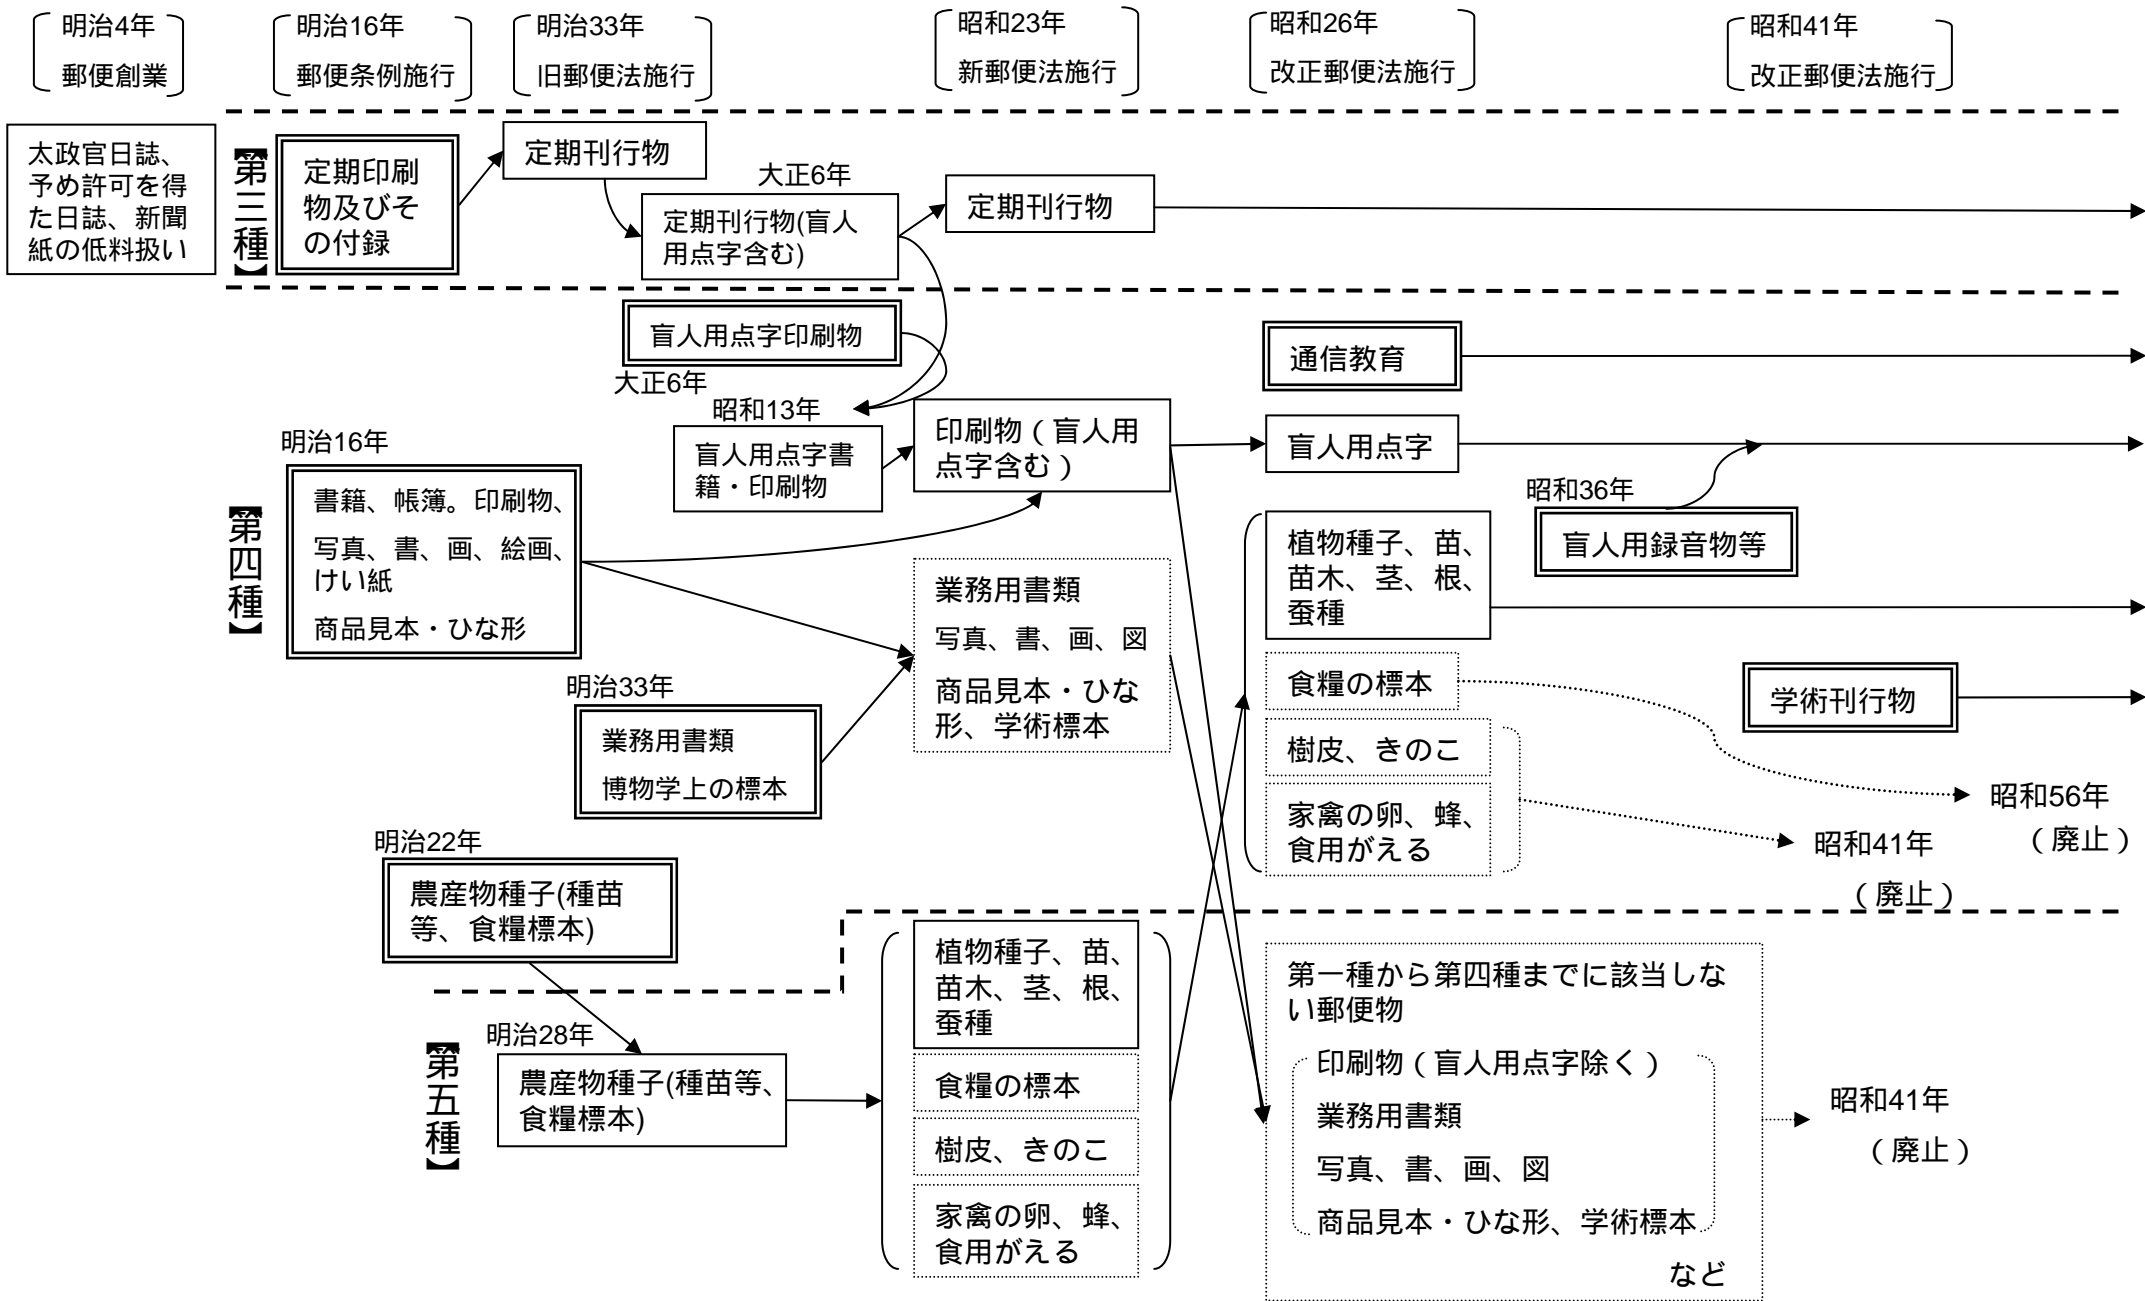 明治4年
郵便創業
明治16年
郵便条例施行
明治33年
旧郵便法施行
昭和23年
新郵便法施行
昭和26年
改正郵便法施行
昭和41年
改正郵便法施行
太政官日誌、
予め許可を得
た日誌、新聞
紙の低料扱い
【第三種】
定期印刷
物及びそ
の付録
定期刊行物
大正6年
定期刊行物(盲人
用点字含む)
定期刊行物
盲人用点字印刷物
大正6年
昭和13年
盲人用点字書
籍・印刷物
印刷物(盲人用
点字含む)
通信教育
盲人用点字
昭和36年
盲人用録音物等
【第四種】
明治16年
書籍、帳簿。印刷物、
写真、書、画、絵画、
けい紙
商品見本・ひな形
明治33年
業務用書類
博物学上の標本
業務用書類
写真、書、画、図
商品見本・ひな
形、学術標本
植物種子、苗、
苗木、茎、根、
蚕種
食糧の標本
樹皮、きのこ
家禽の卵、蜂、
食用がえる
学術刊行物
昭和56年
(廃止)
昭和41年
(廃止)
明治22年
農産物種子(種苗
等、食糧標本)
【第五種】
明治28年
農産物種子(種苗等、
食糧標本)
植物種子、苗、
苗木、茎、根、
蚕種
食糧の標本
樹皮、きのこ
家禽の卵、蜂、
食用がえる
第一種から第四種までに該当しな
い郵便物
印刷物(盲人用点字除く)
業務用書類
写真、書、画、図
商品見本・ひな形、学術標本
など
昭和41年
(廃止)